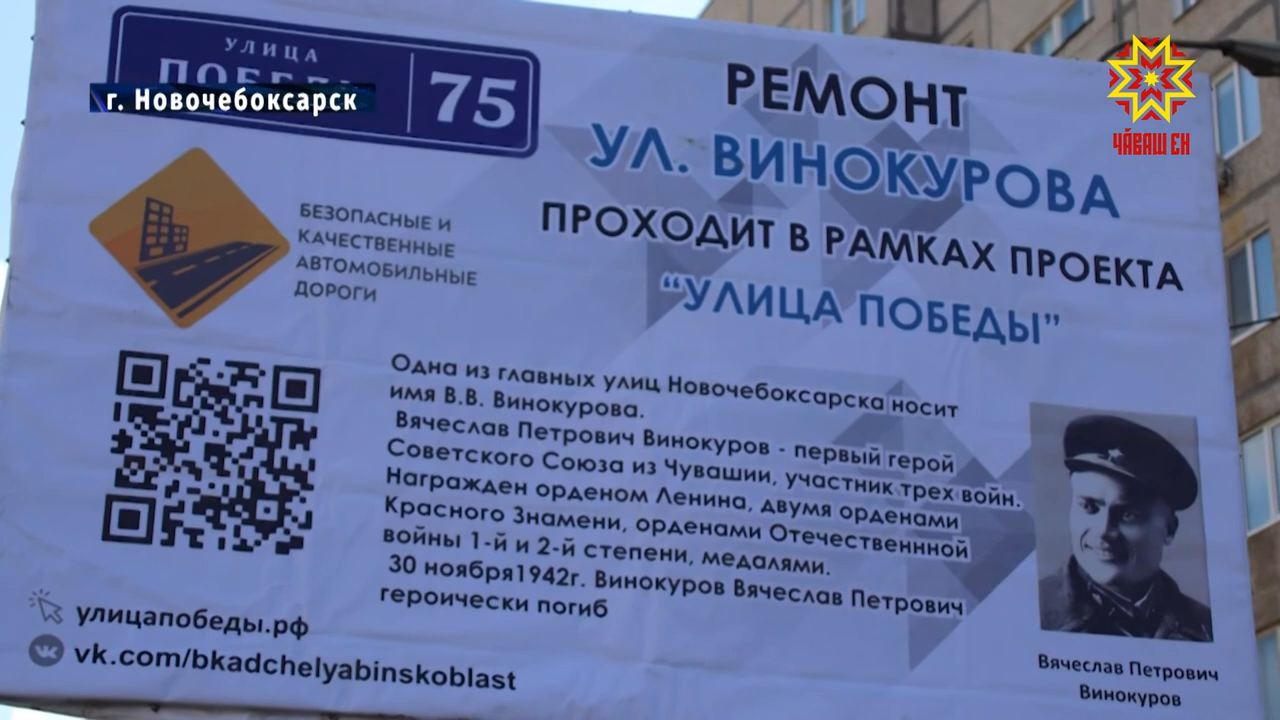 УЛИЦА
ПОБЕДЫ
75
г. Новочебоксарск
ЧӐВАШ ЕН
РЕМОНТ
УЛ. ВИНОКУРОВА
ПРОХОДИТ В РАМКАХ ПРОЕКТА
“УЛИЦА ПОБЕДЫ”
БЕЗОПАСНЫЕ И
КАЧЕСТВЕННЫЕ
АВТОМОБИЛЬНЫЕ
ДОРОГИ
Одна из главных улиц Новочебоксарска носит
имя В.В. Винокурова.
Вячеслав Петрович Винокуров - первый герой
Советского Союза из Чувашии, участник трех войн.
Награжден орденом Ленина, двумя орденами
Красного Знамени, орденами Отечественнной
войны 1-й и 2-й степени, медалями.
30 ноября1942г. Винокуров Вячеслав Петрович
героически погиб
улицапобеды.рф
vk.com/bkadchelyabinskoblast
Вячеслав Петрович
Винокуров